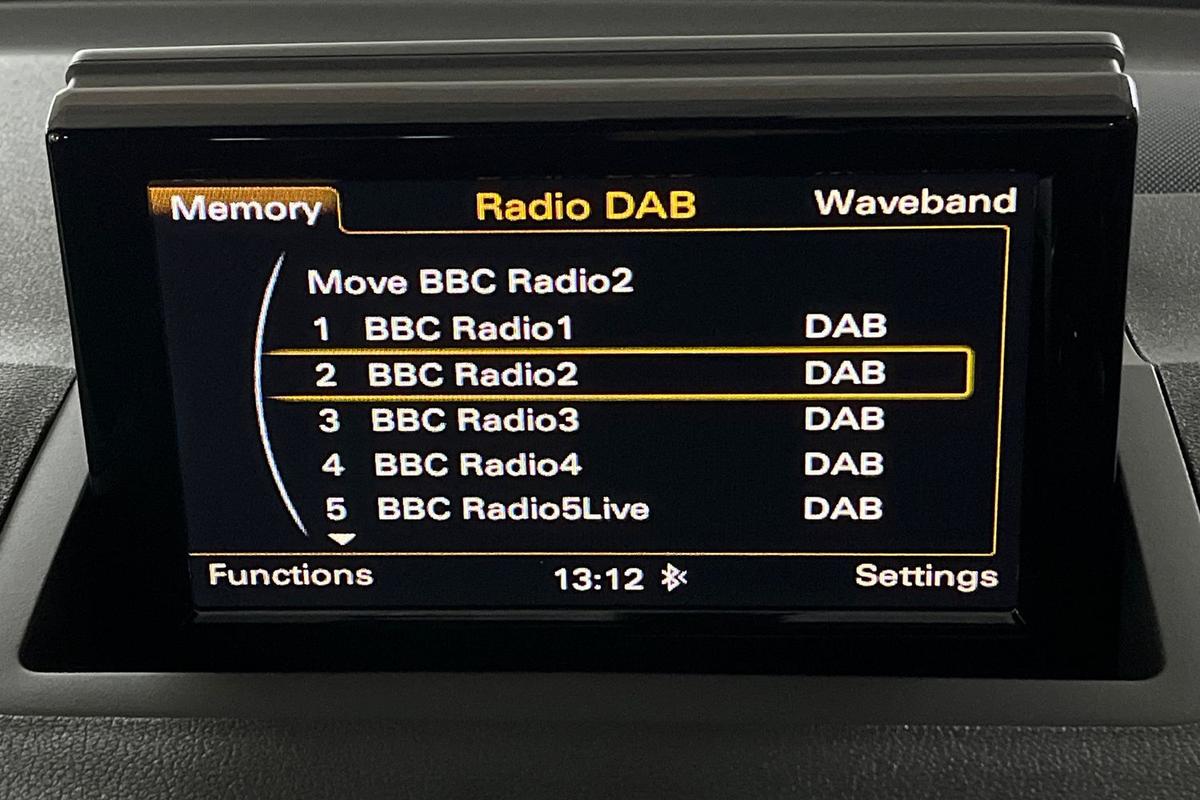 Memory Radio DAB Waveband
Move BBC Radio2
1 BBC Radio1 DAB
2 BBC Radio2 DAB
3 BBC Radio3 DAB
4 BBC Radio4 DAB
5 BBC Radio5Live DAB
Functions 13:12 Settings